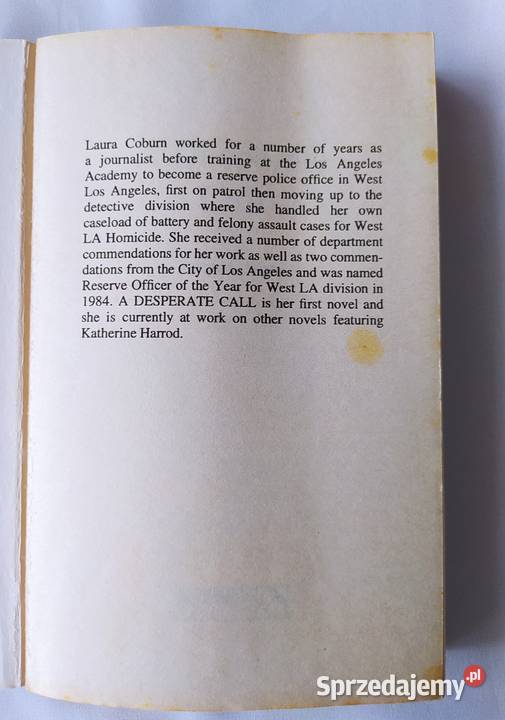 Laura Coburn worked for a number of years as
a journalist before training at the Los Angeles
Academy to become a reserve police office in West
Los Angeles, first on patrol then moving up to the
detective division where she handled her own
caseload of battery and felony assault cases for West
LA Homicide. She received a number of department
commendations for her work as well as two commen-
dations from the City of Los Angeles and was named
Reserve Officer of the Year for West LA division in
1984. A DESPERATE CALL is her first novel and
she is currently at work on other novels featuring
Katherine Harrod.
Sprzedajemy.pl